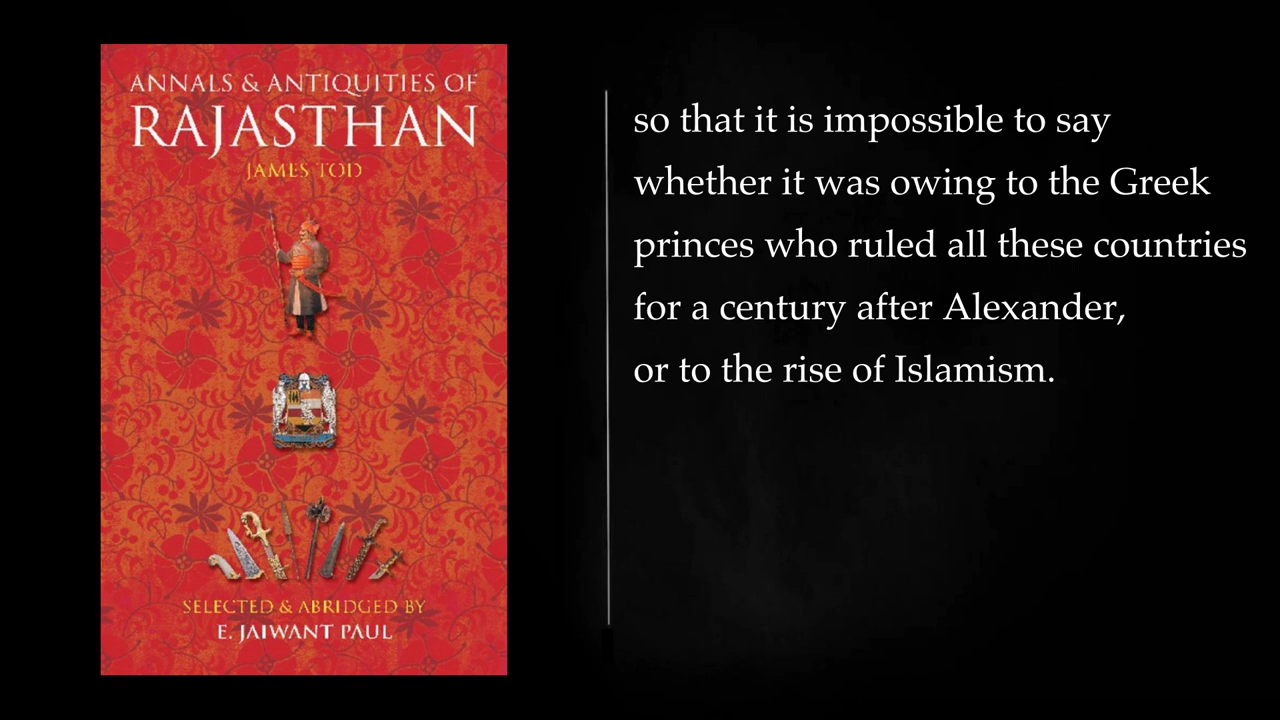 ANNALS & ANTIQUITIES OF
RAJASTHAN
JAMES TOD
SELECTED & ABRIDGED BY
E. JAIWANT PAUL
so that it is impossible to say
whether it was owing to the Greek
princes who ruled all these countries
for a century after Alexander,
or to the rise of Islamism.